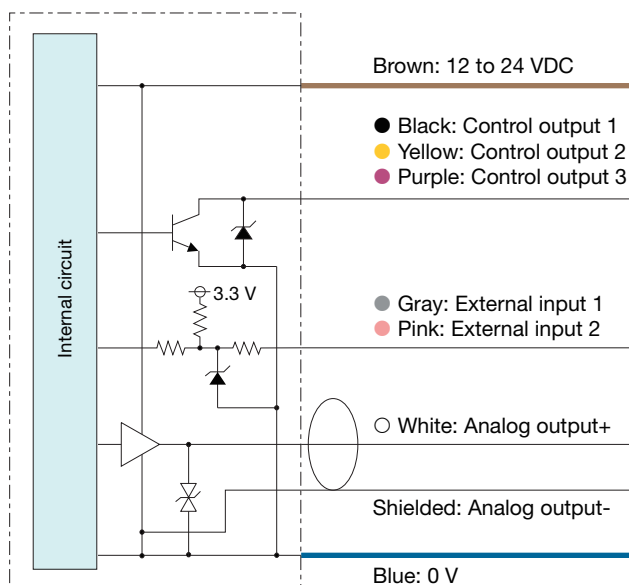 Brown: 12 to 24 VDC
Black: Control output 1
Yellow: Control output 2
Purple: Control output 3
Internal circuit
3.3 V
Gray: External input 1
Pink: External input 2
White: Analog output+
Shielded: Analog output-
Blue: 0 V